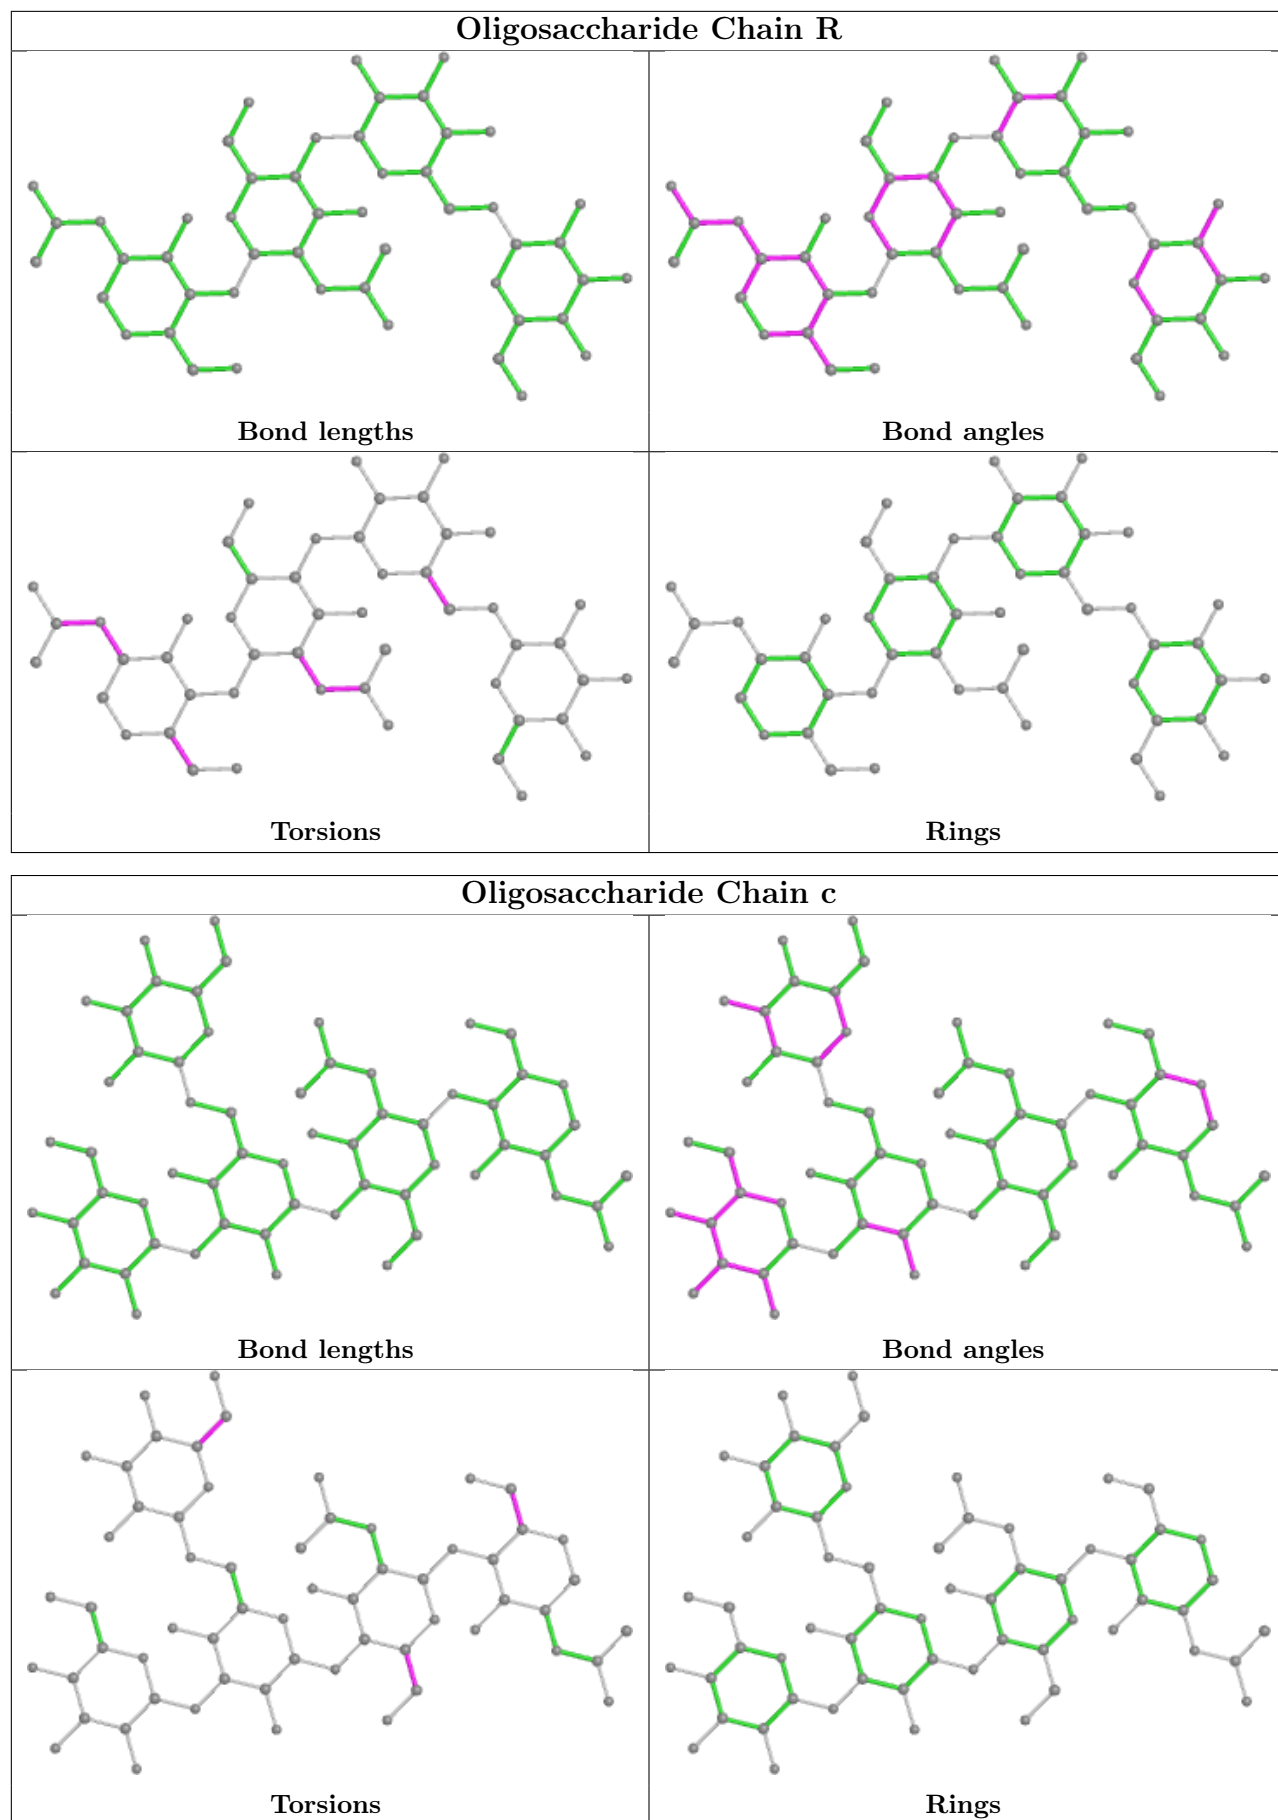 Oligosaccharide Chain R
Bond lengths
Bond angles
Torsions
Rings
Oligosaccharide Chain c
Bond lengths
Bond angles
Torsions
Rings